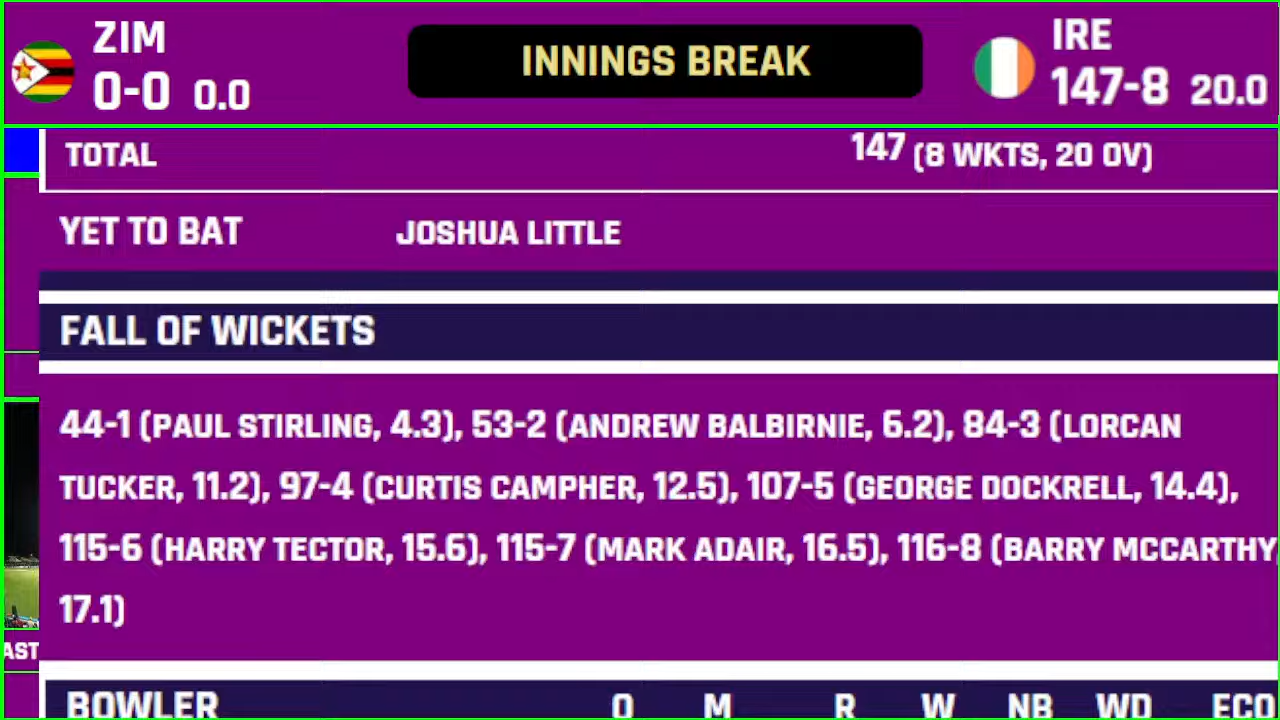 ZIM
0-0 0.0
INNINGS BREAK
IRE
147-8 20.0
TOTAL 147 (8 WKTS, 20 OV)
YET TO BAT JOSHUA LITTLE
FALL OF WICKETS
44-1 (PAUL STIRLING, 4.3), 53-2 (ANDREW BALBIRNIE, 6.2), 84-3 (LORCAN
TUCKER, 11.2), 97-4 (CURTIS CAMPHER, 12.5), 107-5 (GEORGE DOCKRELL, 14.4),
115-6 (HARRY TECTOR, 15.6), 115-7 (MARK ADAIR, 16.5), 116-8 (BARRY MCCARTHY,
17.1)
AST
BOWLER O M R W NB WD ECO